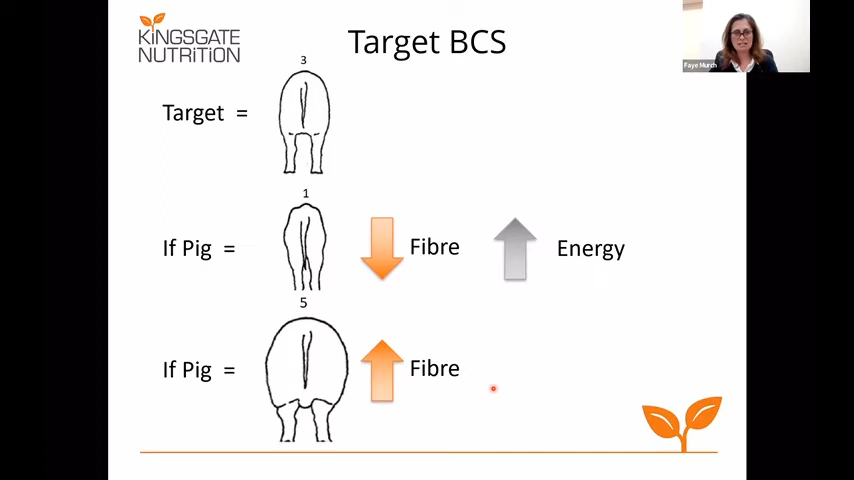 KiNGSGATE
NUTRiTiON
Target BCS
Faye Murch
3
Target =
1
If Pig =
Fibre
Energy
5
If Pig =
Fibre